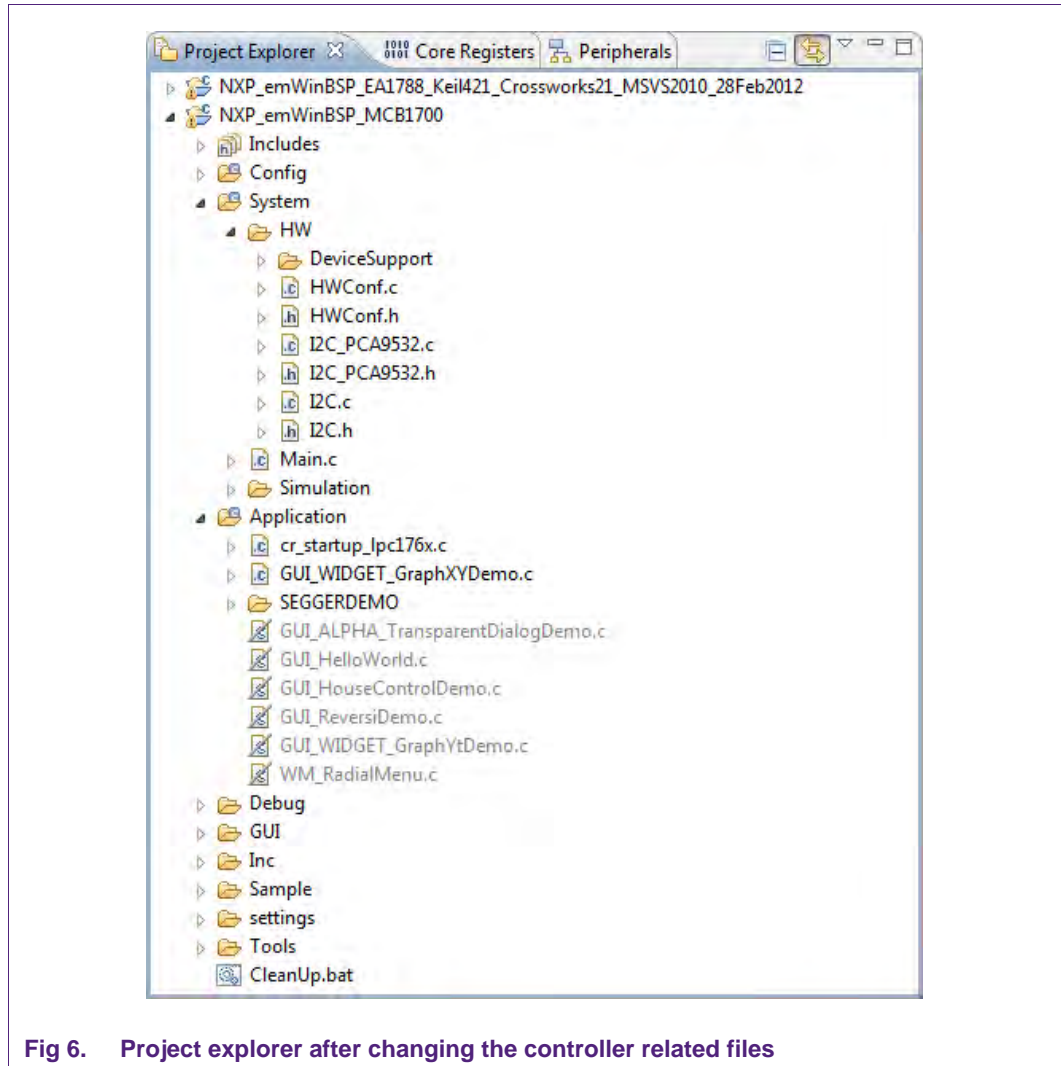 Project Explorer
1010 0101 Core Registers
Peripherals
NXP_emWinBSP_EA1788_Keil421_Crossworks21_MSVS2010_28Feb2012
NXP_emWinBSP_MCB1700
Includes
Config
System
HW
DeviceSupport
HWConf.c
HWConf.h
I2C_PCA9532.c
I2C_PCA9532.h
I2C.c
I2C.h
Main.c
Simulation
Application
cr_startup_lpc176x.c
GUI_WIDGET_GraphXYDemo.c
SEGGERDEMO
GUI_ALPHA_TransparentDialogDemo.c
GUI_HelloWorld.c
GUI_HouseControlDemo.c
GUI_ReversiDemo.c
GUI_WIDGET_GraphYtDemo.c
WM_RadialMenu.c
Debug
GUI
Inc
Sample
settings
Tools
CleanUp.bat
Fig 6. Project explorer after changing the controller related files